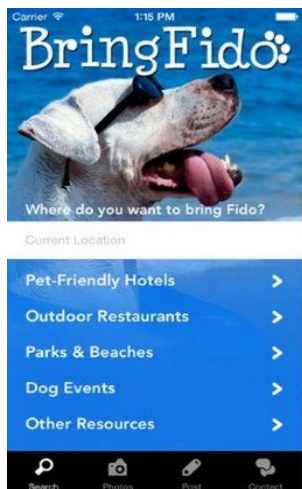 Carrier 1:15 PM
BringFido
Where do you want to bring Fido?
Current Location
Pet-Friendly Hotels
Outdoor Restaurants
Parks & Beaches
Dog Events
Other Resources
Search Photos Post Contact